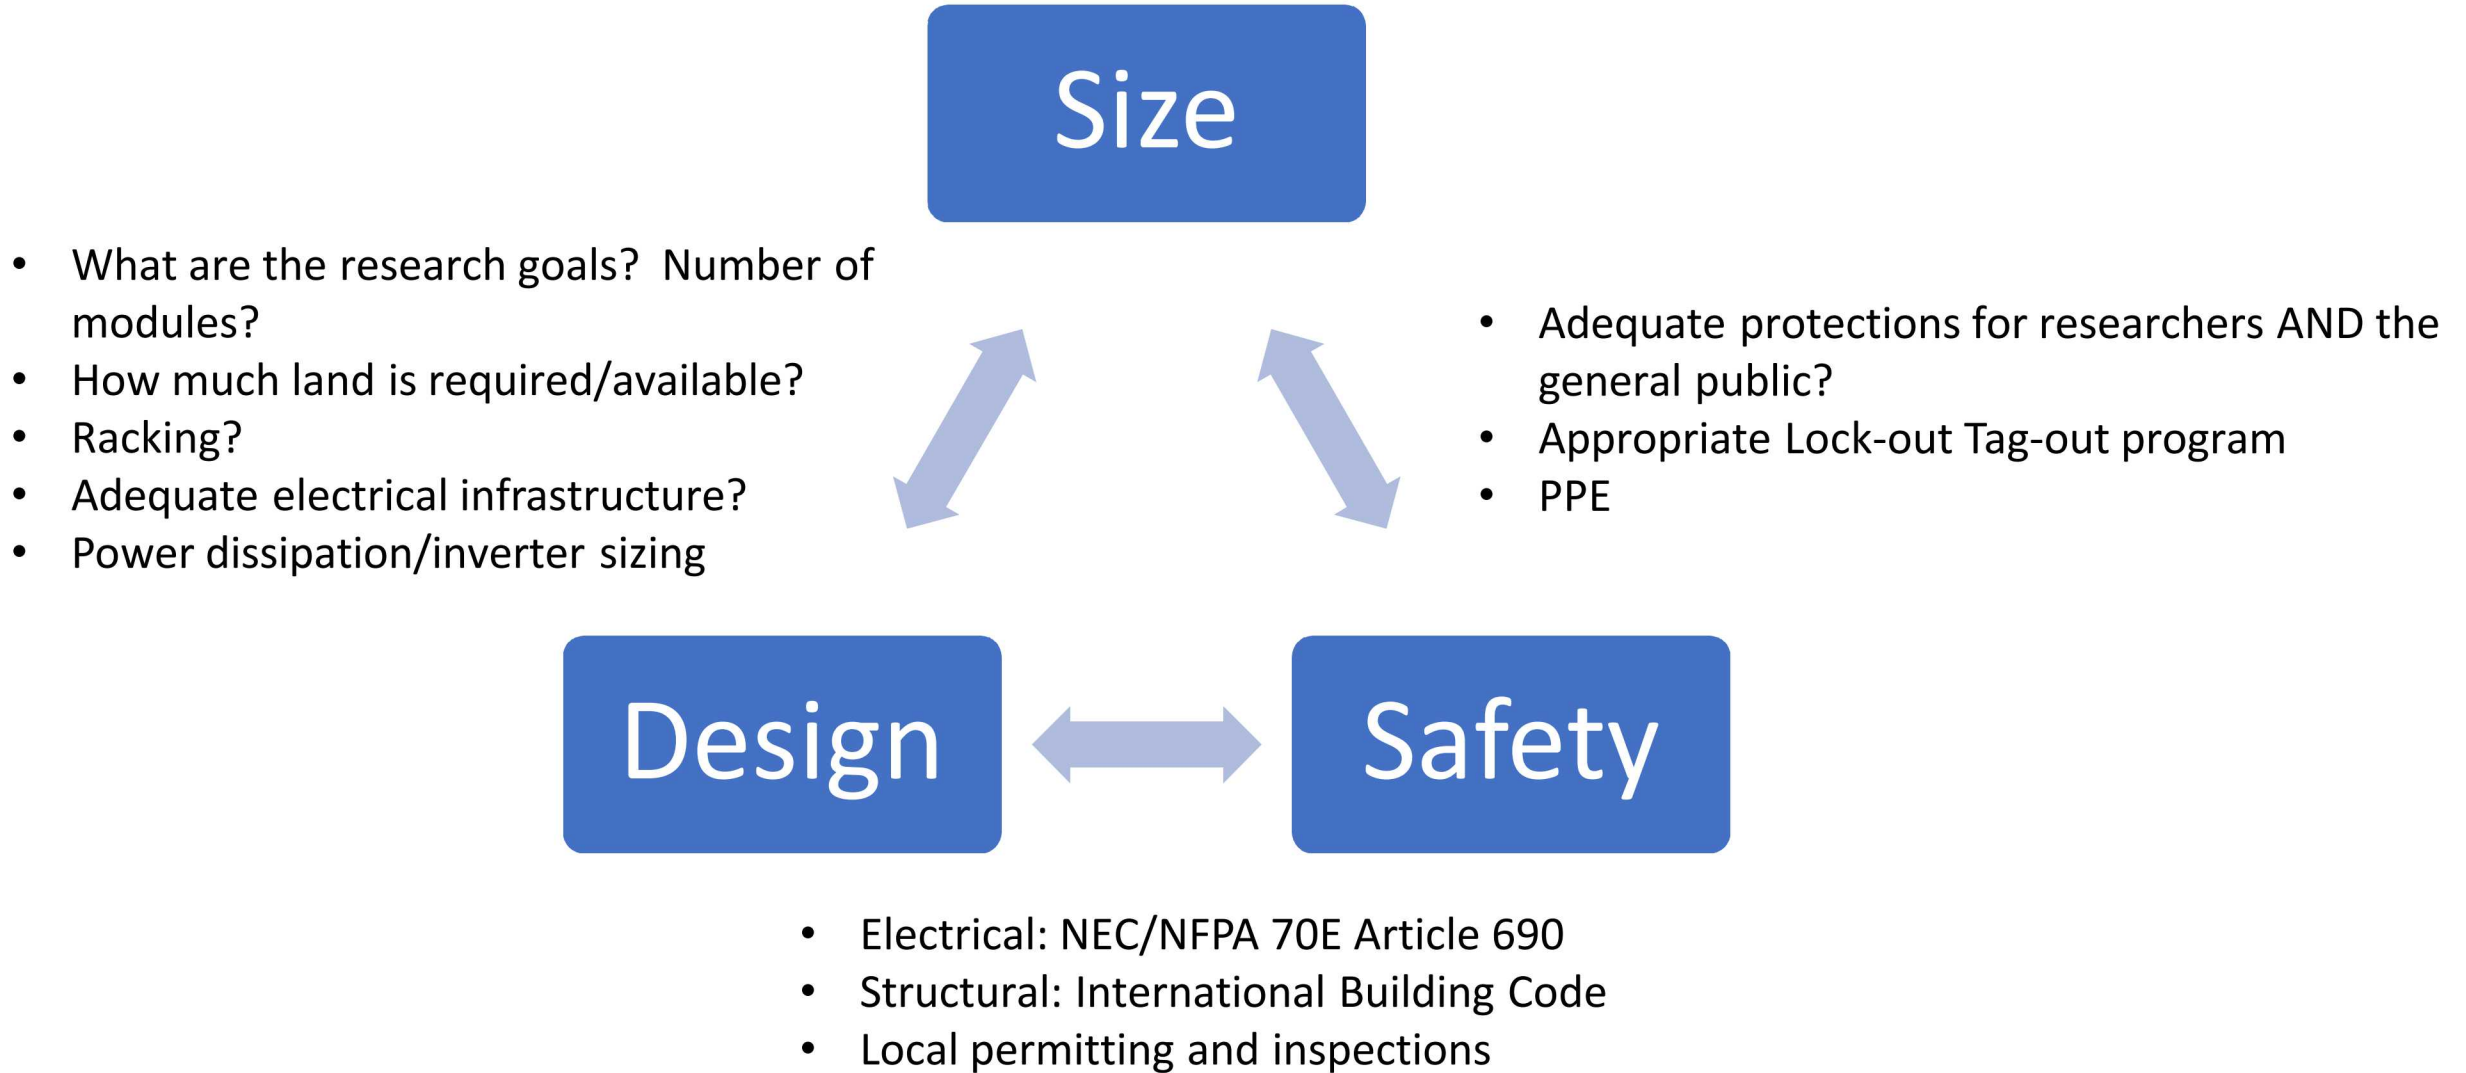 Size
• What are the research goals?  Number of
modules?
• How much land is required/available?
• Racking?
• Adequate electrical infrastructure?
• Power dissipation/inverter sizing
• Adequate protections for researchers AND the
general public?
• Appropriate Lock-out Tag-out program
• PPE
Design
Safety
• Electrical: NEC/NFPA 70E Article 690
• Structural: International Building Code
• Local permitting and inspections